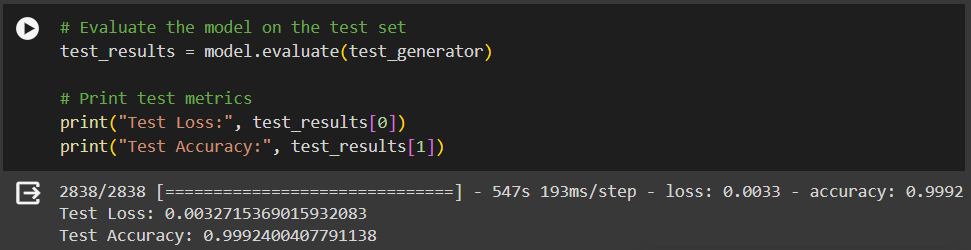 # Evaluate the model on the test set
test_results = model.evaluate(test_generator)
# Print test metrics
print("Test Loss:", test_results[0])
print("Test Accuracy:", test_results[1])
2838/2838 [==============================] - 547s 193ms/step - loss: 0.0033 - accuracy: 0.9992
Test Loss: 0.0032715369015932083
Test Accuracy: 0.9992400407791138